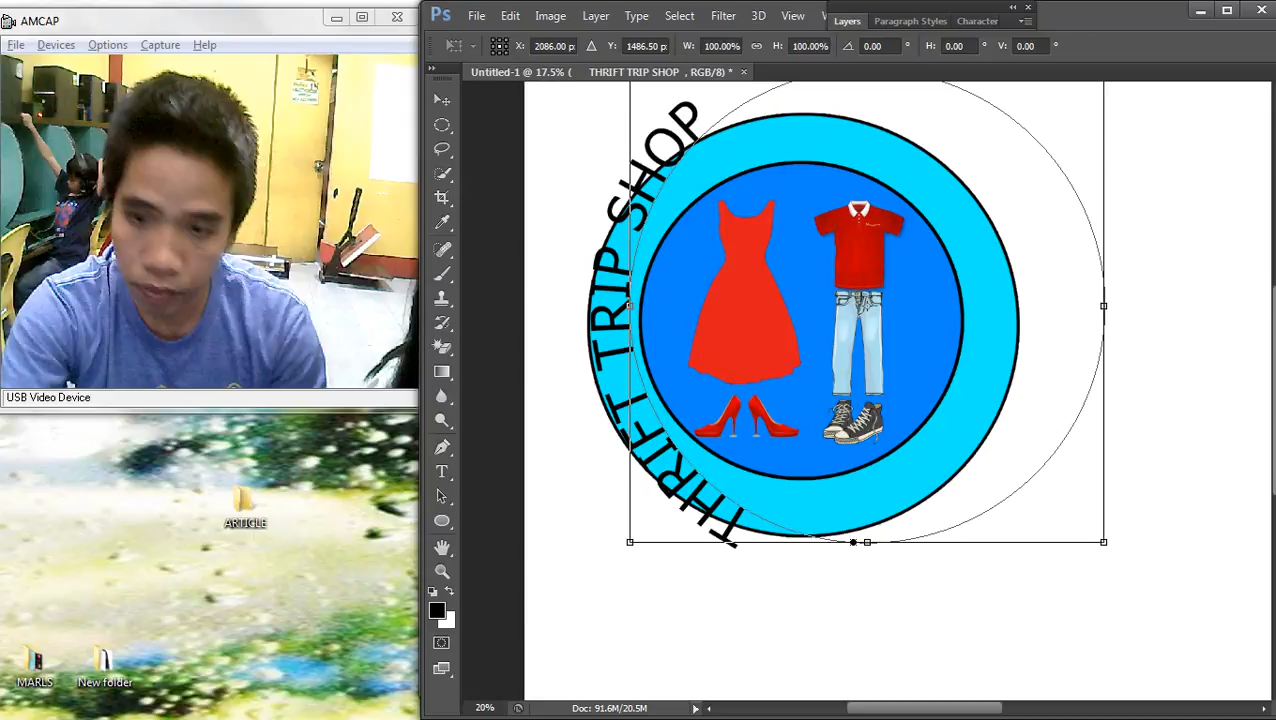 AMCAP
File Devices Options Capture Help
USB Video Device
ARTICLE
MARLS
New folder
Ps File Edit Image Layer Type Select Filter 3D View
Layers Paragraph Styles Character
X: 2086.00 p Y: 1486.50 p W: 100.00% H: 100.00% 0.00 ° H: 0.00 ° V: 0.00 °
Untitled-1 @ 17.5% ( THRIFT TRIP SHOP , RGB/8) * ×
THRIFT TRIP SHOP
20% Doc: 91.6M/20.5M